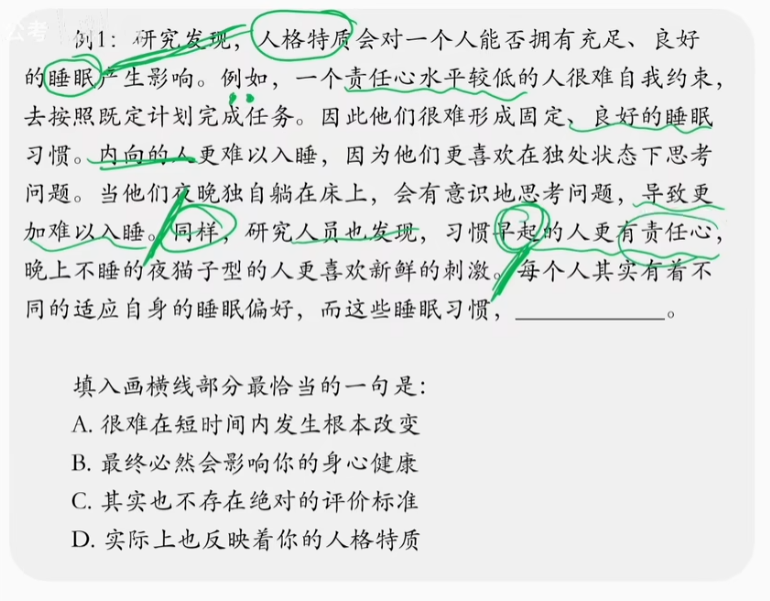 公考
例1：研究发现，人格特质会对一个人能否拥有充足、良好
的睡眠产生影响。例如，一个责任心水平较低的人很难自我约束，
去按照既定计划完成任务。因此他们很难形成固定、良好的睡眠
习惯。内向的人更难以入睡，因为他们更喜欢在独处状态下思考
问题。当他们夜晚独自躺在床上，会有意识地思考问题，导致更
加难以入睡。同样，研究人员也发现，习惯早起的人更有责任心，
晚上不睡的夜猫子型的人更喜欢新鲜的刺激。每个人其实有着不
同的适应自身的睡眠偏好，而这些睡眠习惯，____________。
填入画横线部分最恰当的一句是：
A. 很难在短时间内发生根本改变
B. 最终必然会影响你的身心健康
C. 其实也不存在绝对的评价标准
D. 实际上也反映着你的人格特质